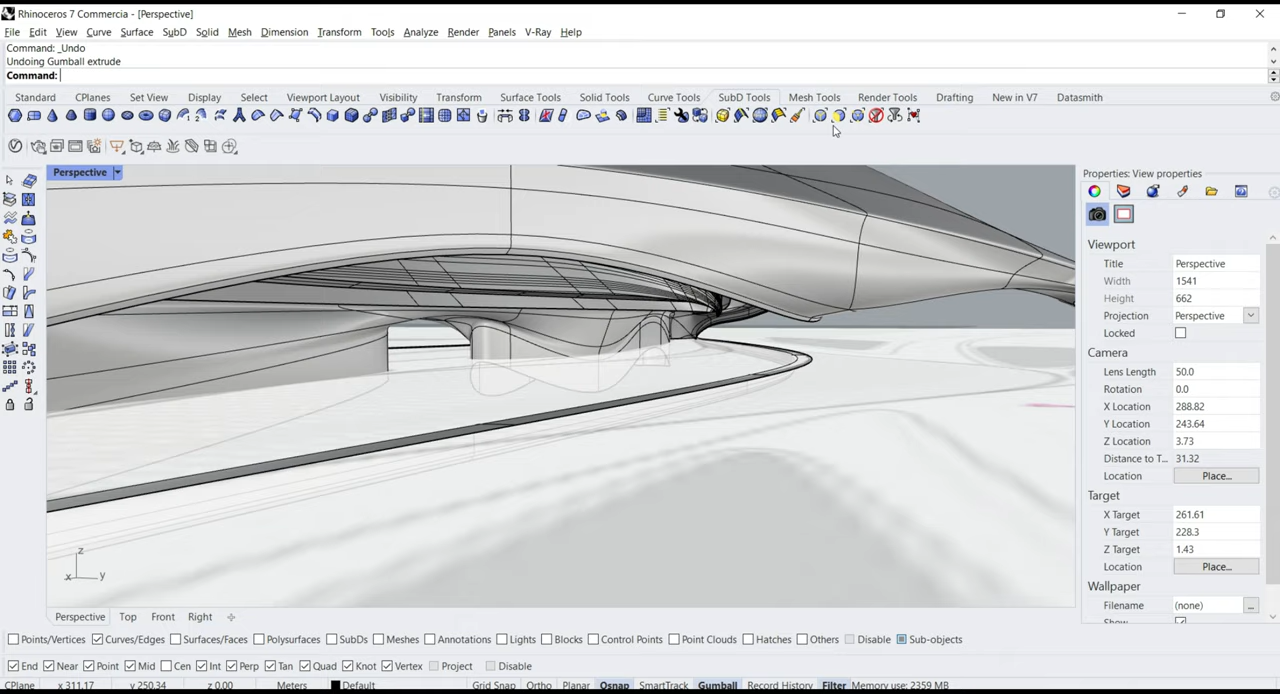 Rhinoceros 7 Commercia - [Perspective]
File Edit View Curve Surface SubD Solid Mesh Dimension Transform Tools Analyze Render Panels V-Ray Help
Command: _Undo
Undoing Gumball extrude
Command:
Standard CPlanes Set View Display Select Viewport Layout Visibility Transform Surface Tools Solid Tools Curve Tools SubD Tools Mesh Tools Render Tools Drafting New in V7 Datasmith
Perspective
Properties: View properties
Viewport
Title Perspective
Width 1541
Height 662
Projection Perspective
Locked
Camera
Lens Length 50.0
Rotation 0.0
X Location 288.82
Y Location 243.64
Z Location 3.73
Distance to T... 31.32
Location Place...
Target
X Target 261.61
Y Target 228.3
Z Target 1.43
Location Place...
Wallpaper
Filename (none) ...
Show
z
x y
Perspective Top Front Right
Points/Vertices Curves/Edges Surfaces/Faces Polysurfaces SubDs Meshes Annotations Lights Blocks Control Points Point Clouds Hatches Others Disable Sub-objects
End Near Point Mid Cen Int Perp Tan Quad Knot Vertex Project Disable
CPlane x 311.17 y 250.34 z 0.00 Meters Default Grid Snap Ortho Planar Osnap SmartTrack Gumball Record History Filter Memory use: 2359 MB